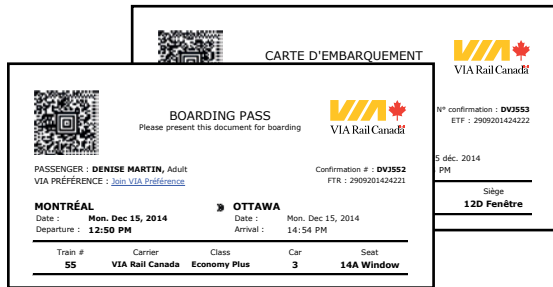 CARTE D'EMBARQUEMENT
VIA Rail Canada
N° confirmation : DVJ553
ETF : 2909201424222
5 déc. 2014
PM
Siège
12D Fenêtre
BOARDING PASS
Please present this document for boarding
VIA Rail Canada
PASSENGER : DENISE MARTIN, Adult
Confirmation # : DVJ552
VIA PRÉFÉRENCE : Join VIA Préférence
FTR : 2909201424221
MONTRÉAL » OTTAWA
Date : Mon. Dec 15, 2014 Date : Mon. Dec 15, 2014
Departure : 12:50 PM Arrival : 14:54 PM
Train # Carrier Class Car Seat
55 VIA Rail Canada Economy Plus 3 14A Window